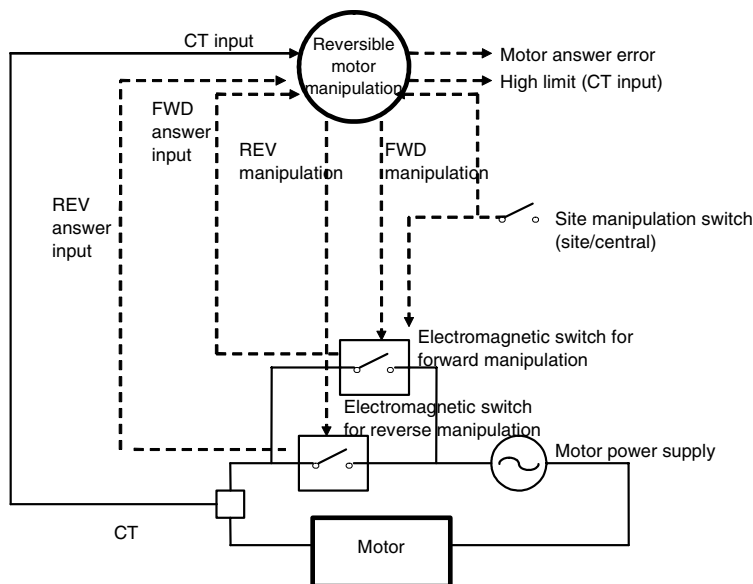 CT input
Reversible
motor
manipulation
Motor answer error
High limit (CT input)
FWD
answer
input
REV
manipulation
FWD
manipulation
REV
answer
input
Site manipulation switch
(site/central)
Electromagnetic switch for
forward manipulation
Electromagnetic switch
for reverse manipulation
Motor power supply
CT
Motor